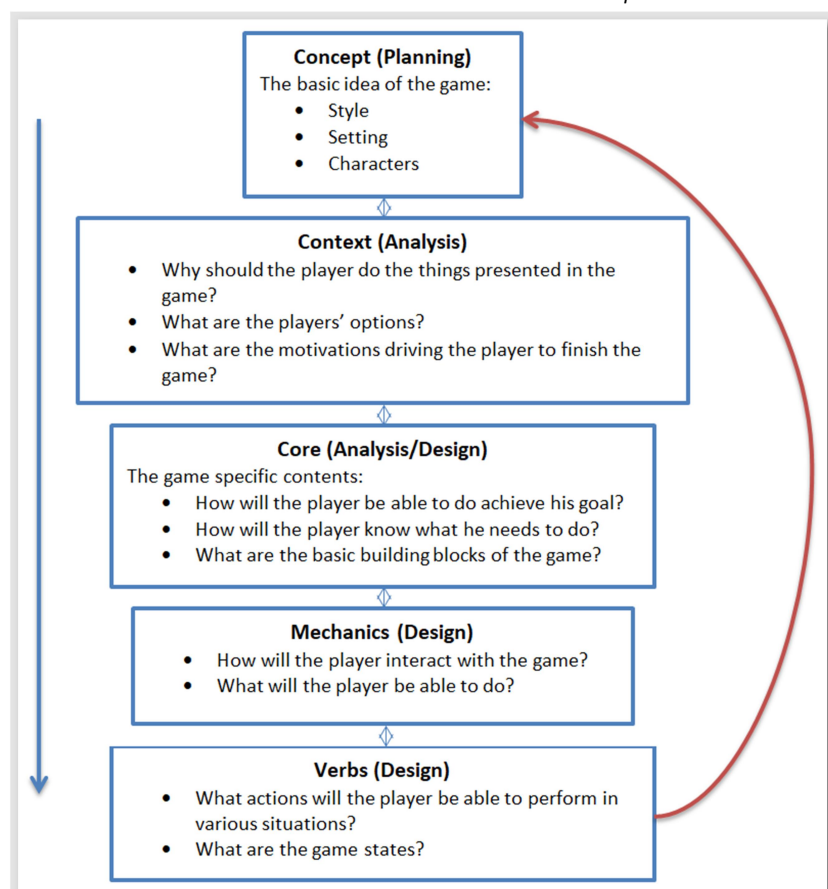 Concept (Planning)
The basic idea of the game:
• Style
• Setting
• Characters
Context (Analysis)
• Why should the player do the things presented in the
game?
• What are the players’ options?
• What are the motivations driving the player to finish the
game?
Core (Analysis/Design)
The game specific contents:
• How will the player be able to do achieve his goal?
• How will the player know what he needs to do?
• What are the basic building blocks of the game?
Mechanics (Design)
• How will the player interact with the game?
• What will the player be able to do?
Verbs (Design)
• What actions will the player be able to perform in
various situations?
• What are the game states?